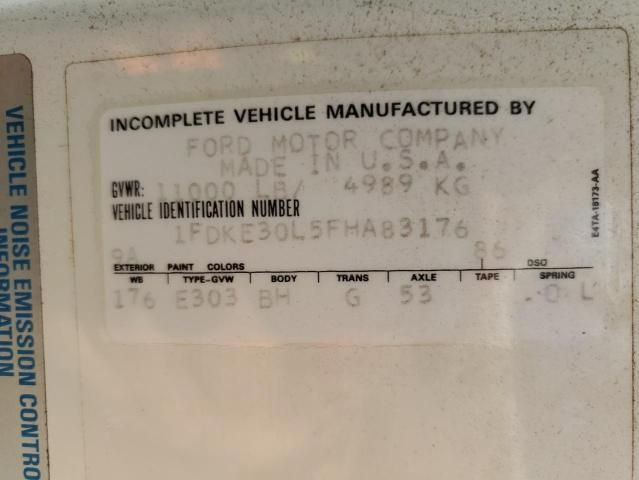 INCOMPLETE VEHICLE MANUFACTURED BY
FORD MOTOR COMPANY
MADE IN U.S.A.
GVWR: 11000 LB/ 4989 KG
VEHICLE IDENTIFICATION NUMBER
1FDKE30L5FHA83176
9A 86
EXTERIOR PAINT COLORS DSO
WB TYPE-GVW BODY TRANS AXLE TAPE SPRING
176 E303 BH G 53 .0 L
E4TA-16173-AA
VEHICLE NOISE EMISSION CONTRO
INFORMATION